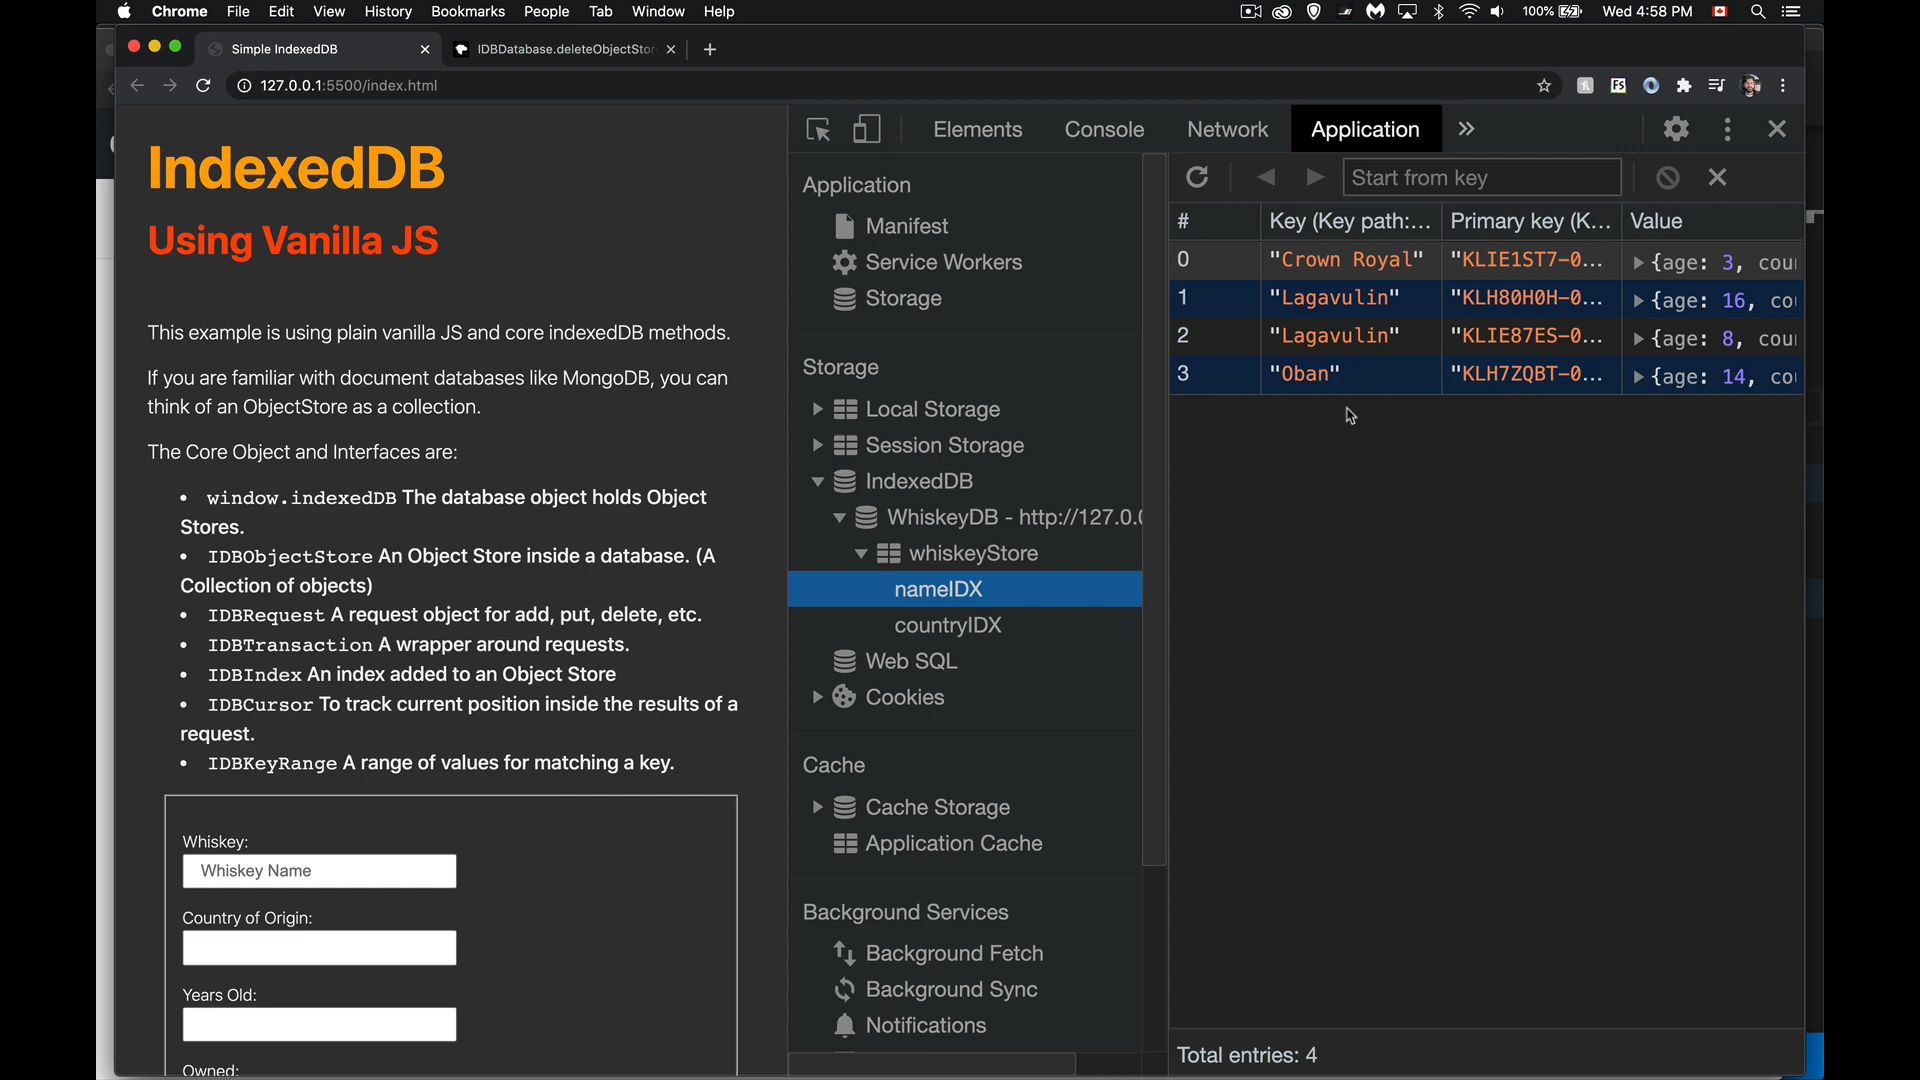 Chrome File Edit View History Bookmarks People Tab Window Help 100% Wed 4:58 PM
Simple IndexedDB IDBDatabase.deleteObjectStor
127.0.0.1:5500/index.html
IndexedDB
Using Vanilla JS
This example is using plain vanilla JS and core indexedDB methods.
If you are familiar with document databases like MongoDB, you can
think of an ObjectStore as a collection.
The Core Object and Interfaces are:
• window.indexedDB The database object holds Object
Stores.
• IDBObjectStore An Object Store inside a database. (A
Collection of objects)
• IDBRequest A request object for add, put, delete, etc.
• IDBTransaction A wrapper around requests.
• IDBIndex An index added to an Object Store
• IDBCursor To track current position inside the results of a
request.
• IDBKeyRange A range of values for matching a key.
Whiskey:
Whiskey Name
Country of Origin:
Years Old:
Owned:
Elements Console Network Application »
Application
Manifest
Service Workers
Storage
Storage
Local Storage
Session Storage
IndexedDB
WhiskeyDB - http://127.0.0
whiskeyStore
nameIDX
countryIDX
Web SQL
Cookies
Cache
Cache Storage
Application Cache
Background Services
Background Fetch
Background Sync
Notifications
Start from key
# Key (Key path:... Primary key (K... Value
0 "Crown Royal" "KLIE1ST7-0... {age: 3, cou
1 "Lagavulin" "KLH80H0H-0... {age: 16, co
2 "Lagavulin" "KLIE87ES-0... {age: 8, cou
3 "Oban" "KLH7ZQBT-0... {age: 14, co
Total entries: 4